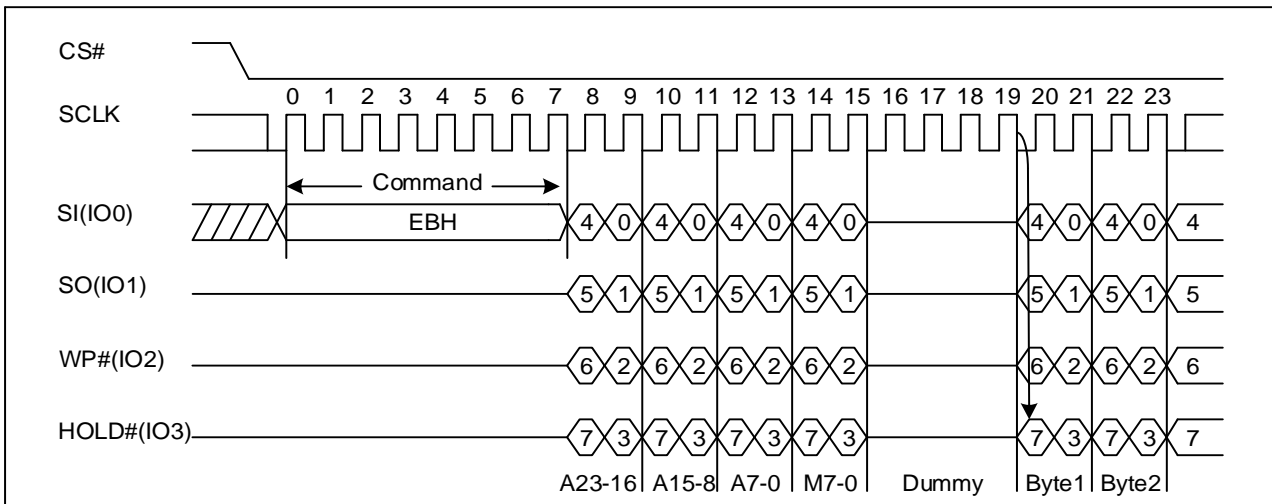 CS#
0 1 2 3 4 5 6 7 8 9 10 11 12 13 14 15 16 17 18 19 20 21 22 23
SCLK
Command
SI(IO0) EBH 4 0 4 0 4 0 4 0 4 0 4 0 4
SO(IO1) 5 1 5 1 5 1 5 1 5 1 5 1 5
WP#(IO2) 6 2 6 2 6 2 6 2 6 2 6 2 6
HOLD#(IO3) 7 3 7 3 7 3 7 3 7 3 7 3 7
A23-16 A15-8 A7-0 M7-0 Dummy Byte1 Byte2